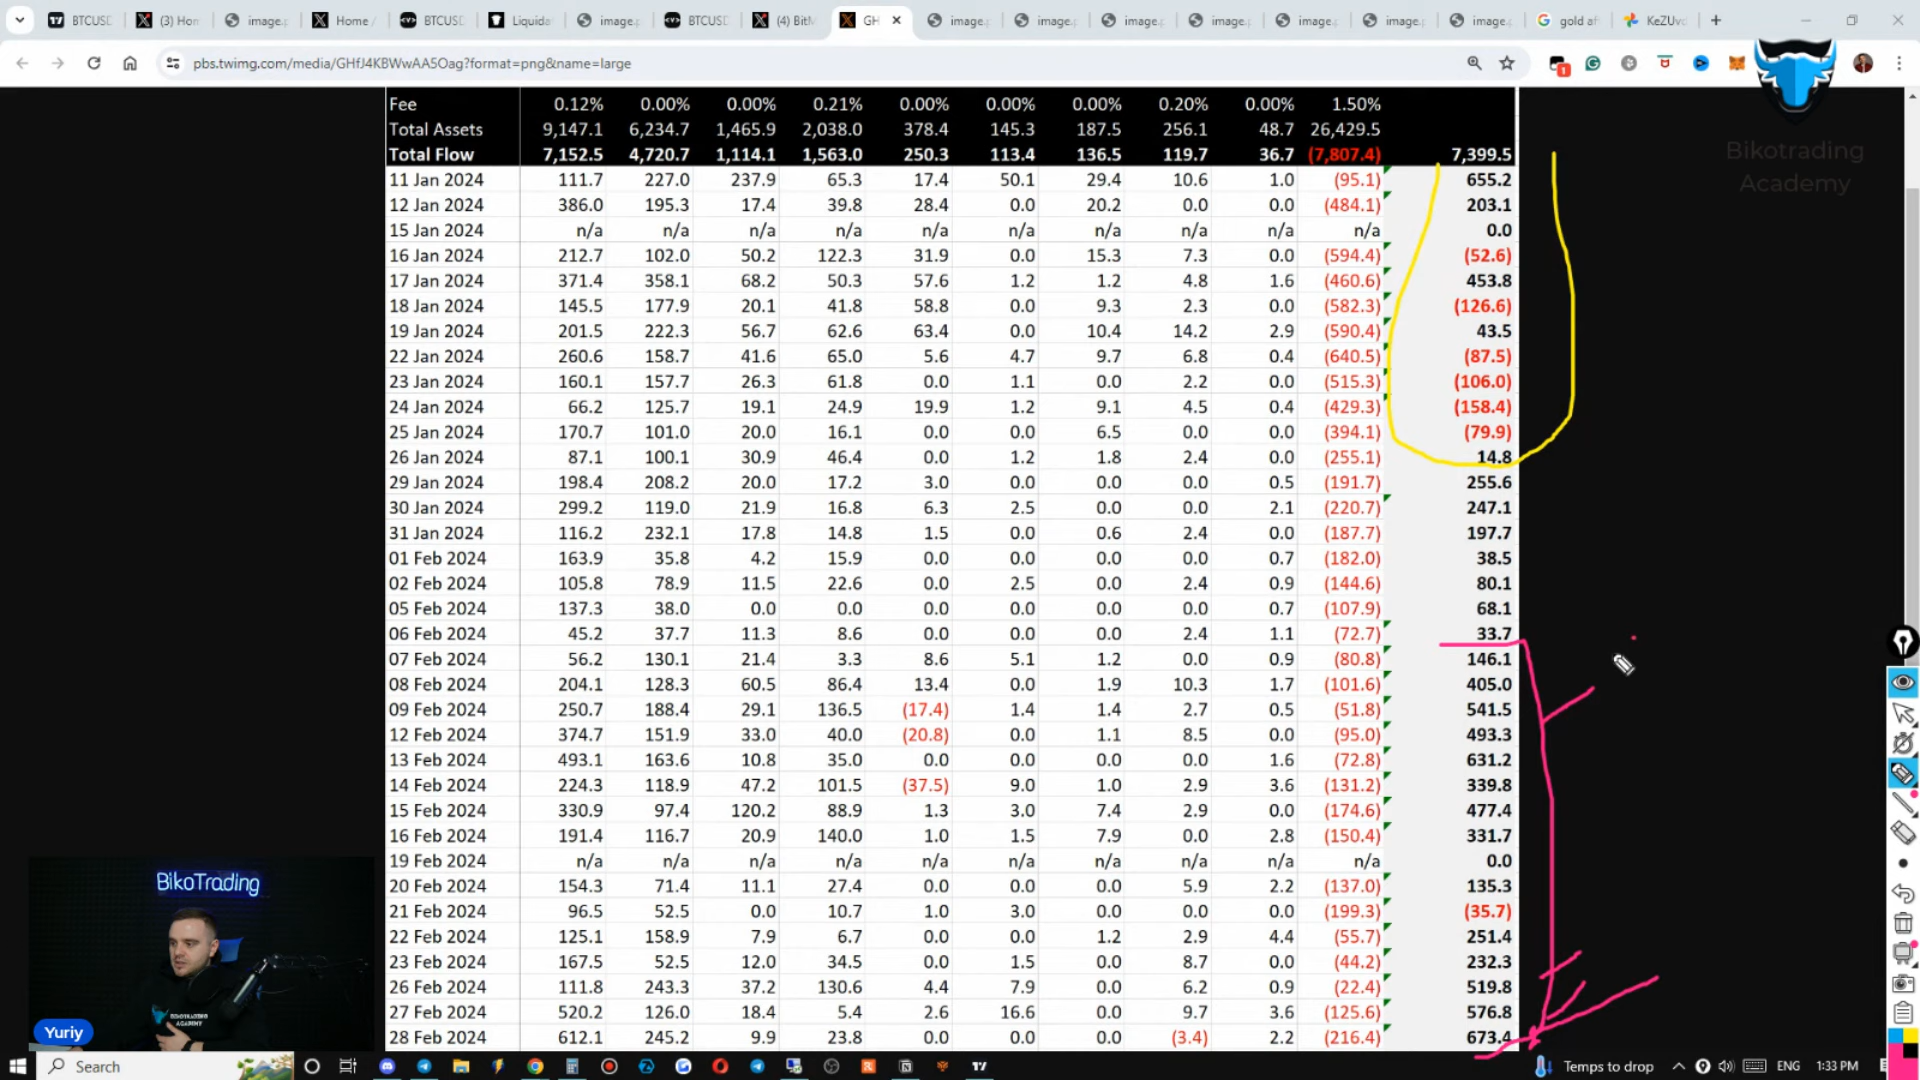 BTCUSD
(3) Hom
image.p
Home /
BTCUSD
Liquida
image.p
BTCUSD
(4) BitM
GH
image.p
image.p
image.p
image.p
image.p
image.p
image.p
gold af
KeZUvd
pbs.twimg.com/media/GHfJ4KBWwAA5Oag?format=png&name=large
1
Bikotrading
Academy
Fee 0.12% 0.00% 0.00% 0.21% 0.00% 0.00% 0.00% 0.20% 0.00% 1.50%
Total Assets 9,147.1 6,234.7 1,465.9 2,038.0 378.4 145.3 187.5 256.1 48.7 26,429.5
Total Flow 7,152.5 4,720.7 1,114.1 1,563.0 250.3 113.4 136.5 119.7 36.7 (7,807.4) 7,399.5
11 Jan 2024 111.7 227.0 237.9 65.3 17.4 50.1 29.4 10.6 1.0 (95.1) 655.2
12 Jan 2024 386.0 195.3 17.4 39.8 28.4 0.0 20.2 0.0 0.0 (484.1) 203.1
15 Jan 2024 n/a n/a n/a n/a n/a n/a n/a n/a n/a n/a 0.0
16 Jan 2024 212.7 102.0 50.2 122.3 31.9 0.0 15.3 7.3 0.0 (594.4) (52.6)
17 Jan 2024 371.4 358.1 68.2 50.3 57.6 1.2 1.2 4.8 1.6 (460.6) 453.8
18 Jan 2024 145.5 177.9 20.1 41.8 58.8 0.0 9.3 2.3 0.0 (582.3) (126.6)
19 Jan 2024 201.5 222.3 56.7 62.6 63.4 0.0 10.4 14.2 2.9 (590.4) 43.5
22 Jan 2024 260.6 158.7 41.6 65.0 5.6 4.7 9.7 6.8 0.4 (640.5) (87.5)
23 Jan 2024 160.1 157.7 26.3 61.8 0.0 1.1 0.0 2.2 0.0 (515.3) (106.0)
24 Jan 2024 66.2 125.7 19.1 24.9 19.9 1.2 9.1 4.5 0.4 (429.3) (158.4)
25 Jan 2024 170.7 101.0 20.0 16.1 0.0 0.0 6.5 0.0 0.0 (394.1) (79.9)
26 Jan 2024 87.1 100.1 30.9 46.4 0.0 1.2 1.8 2.4 0.0 (255.1) 14.8
29 Jan 2024 198.4 208.2 20.0 17.2 3.0 0.0 0.0 0.0 0.5 (191.7) 255.6
30 Jan 2024 299.2 119.0 21.9 16.8 6.3 2.5 0.0 0.0 2.1 (220.7) 247.1
31 Jan 2024 116.2 232.1 17.8 14.8 1.5 0.0 0.6 2.4 0.0 (187.7) 197.7
01 Feb 2024 163.9 35.8 4.2 15.9 0.0 0.0 0.0 0.0 0.7 (182.0) 38.5
02 Feb 2024 105.8 78.9 11.5 22.6 0.0 2.5 0.0 2.4 0.9 (144.6) 80.1
05 Feb 2024 137.3 38.0 0.0 0.0 0.0 0.0 0.0 0.0 0.7 (107.9) 68.1
06 Feb 2024 45.2 37.7 11.3 8.6 0.0 0.0 0.0 2.4 1.1 (72.7) 33.7
07 Feb 2024 56.2 130.1 21.4 3.3 8.6 5.1 1.2 0.0 0.9 (80.8) 146.1
08 Feb 2024 204.1 128.3 60.5 86.4 13.4 0.0 1.9 10.3 1.7 (101.6) 405.0
09 Feb 2024 250.7 188.4 29.1 136.5 (17.4) 1.4 1.4 2.7 0.5 (51.8) 541.5
12 Feb 2024 374.7 151.9 33.0 40.0 (20.8) 0.0 1.1 8.5 0.0 (95.0) 493.3
13 Feb 2024 493.1 163.6 10.8 35.0 0.0 0.0 0.0 0.0 1.6 (72.8) 631.2
14 Feb 2024 224.3 118.9 47.2 101.5 (37.5) 9.0 1.0 2.9 3.6 (131.2) 339.8
15 Feb 2024 330.9 97.4 120.2 88.9 1.3 3.0 7.4 2.9 0.0 (174.6) 477.4
16 Feb 2024 191.4 116.7 20.9 140.0 1.0 1.5 7.9 0.0 2.8 (150.4) 331.7
19 Feb 2024 n/a n/a n/a n/a n/a n/a n/a n/a n/a n/a 0.0
20 Feb 2024 154.3 71.4 11.1 27.4 0.0 0.0 0.0 5.9 2.2 (137.0) 135.3
21 Feb 2024 96.5 52.5 0.0 10.7 1.0 3.0 0.0 0.0 0.0 (199.3) (35.7)
22 Feb 2024 125.1 158.9 7.9 6.7 0.0 0.0 1.2 2.9 4.4 (55.7) 251.4
23 Feb 2024 167.5 52.5 12.0 34.5 0.0 1.5 0.0 8.7 0.0 (44.2) 232.3
26 Feb 2024 111.8 243.3 37.2 130.6 4.4 7.9 0.0 6.2 0.9 (22.4) 519.8
27 Feb 2024 520.2 126.0 18.4 5.4 2.6 16.6 0.0 9.7 3.6 (125.6) 576.8
28 Feb 2024 612.1 245.2 9.9 23.8 0.0 0.0 0.0 (3.4) 2.2 (216.4) 673.4
BikoTrading
Yuriy
Search
Temps to drop
ENG
1:33 PM